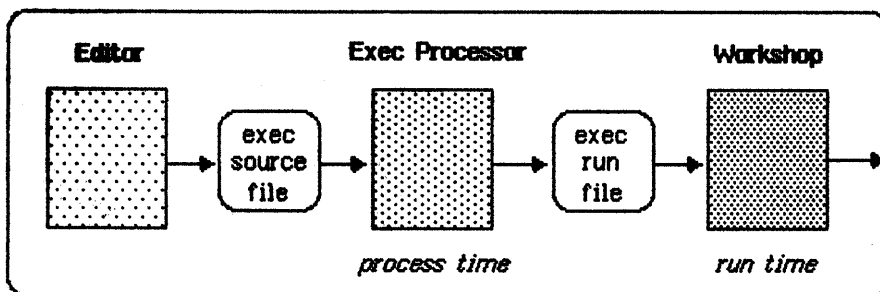 Editor
Exec Processor
Workshop
exec
source
file
exec
run
file
process time
run time